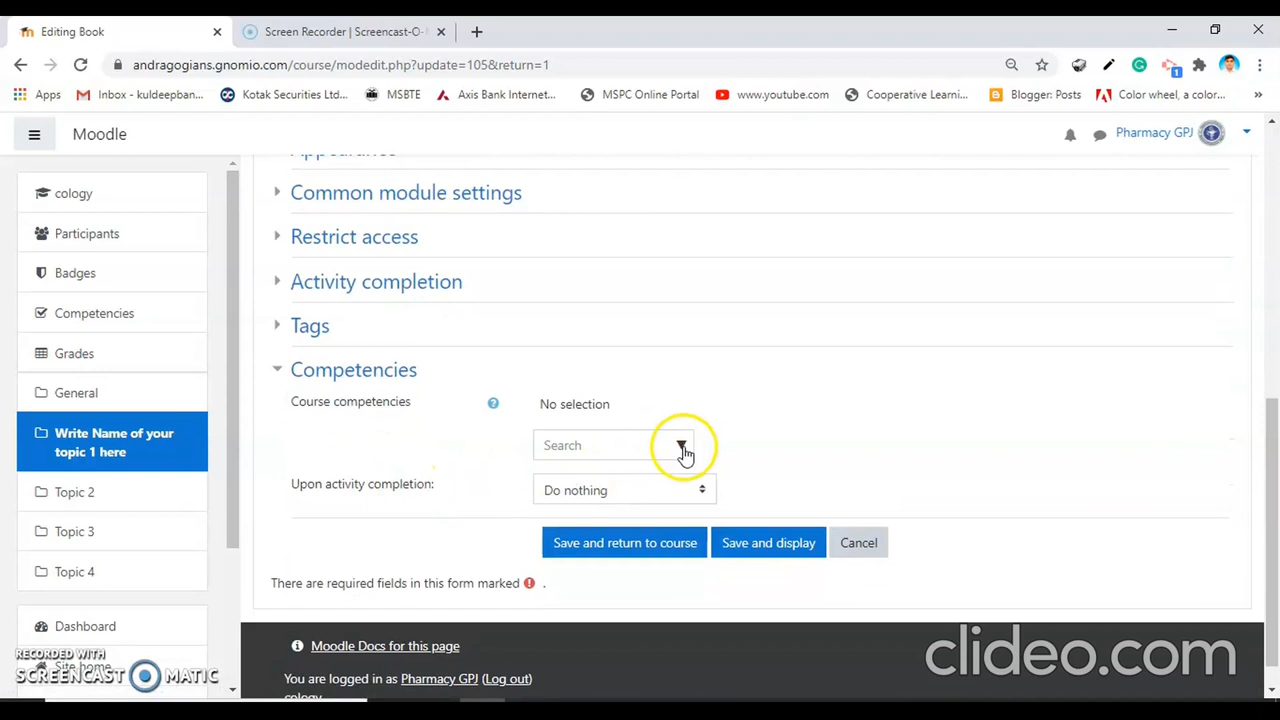 Editing Book
Screen Recorder | Screencast-O-
andragogians.gnomio.com/course/modedit.php?update=105&return=1
1
Apps
Inbox - kuldeepban...
Kotak Securities Ltd...
MSBTE
Axis Bank Internet...
MSPC Online Portal
www.youtube.com
Cooperative Learni...
Blogger: Posts
Color wheel, a color...
»
Moodle
Pharmacy GPJ
cology
Participants
Badges
Competencies
Grades
General
Write Name of your
topic 1 here
Topic 2
Topic 3
Topic 4
Dashboard
Site home
Appearance
Common module settings
Restrict access
Activity completion
Tags
Competencies
Course competencies
No selection
Search
Upon activity completion:
Do nothing
Save and return to course
Save and display
Cancel
There are required fields in this form marked .
Moodle Docs for this page
You are logged in as Pharmacy GPJ (Log out)
cology
RECORDED WITH
SCREENCAST MATIC
clideo.com